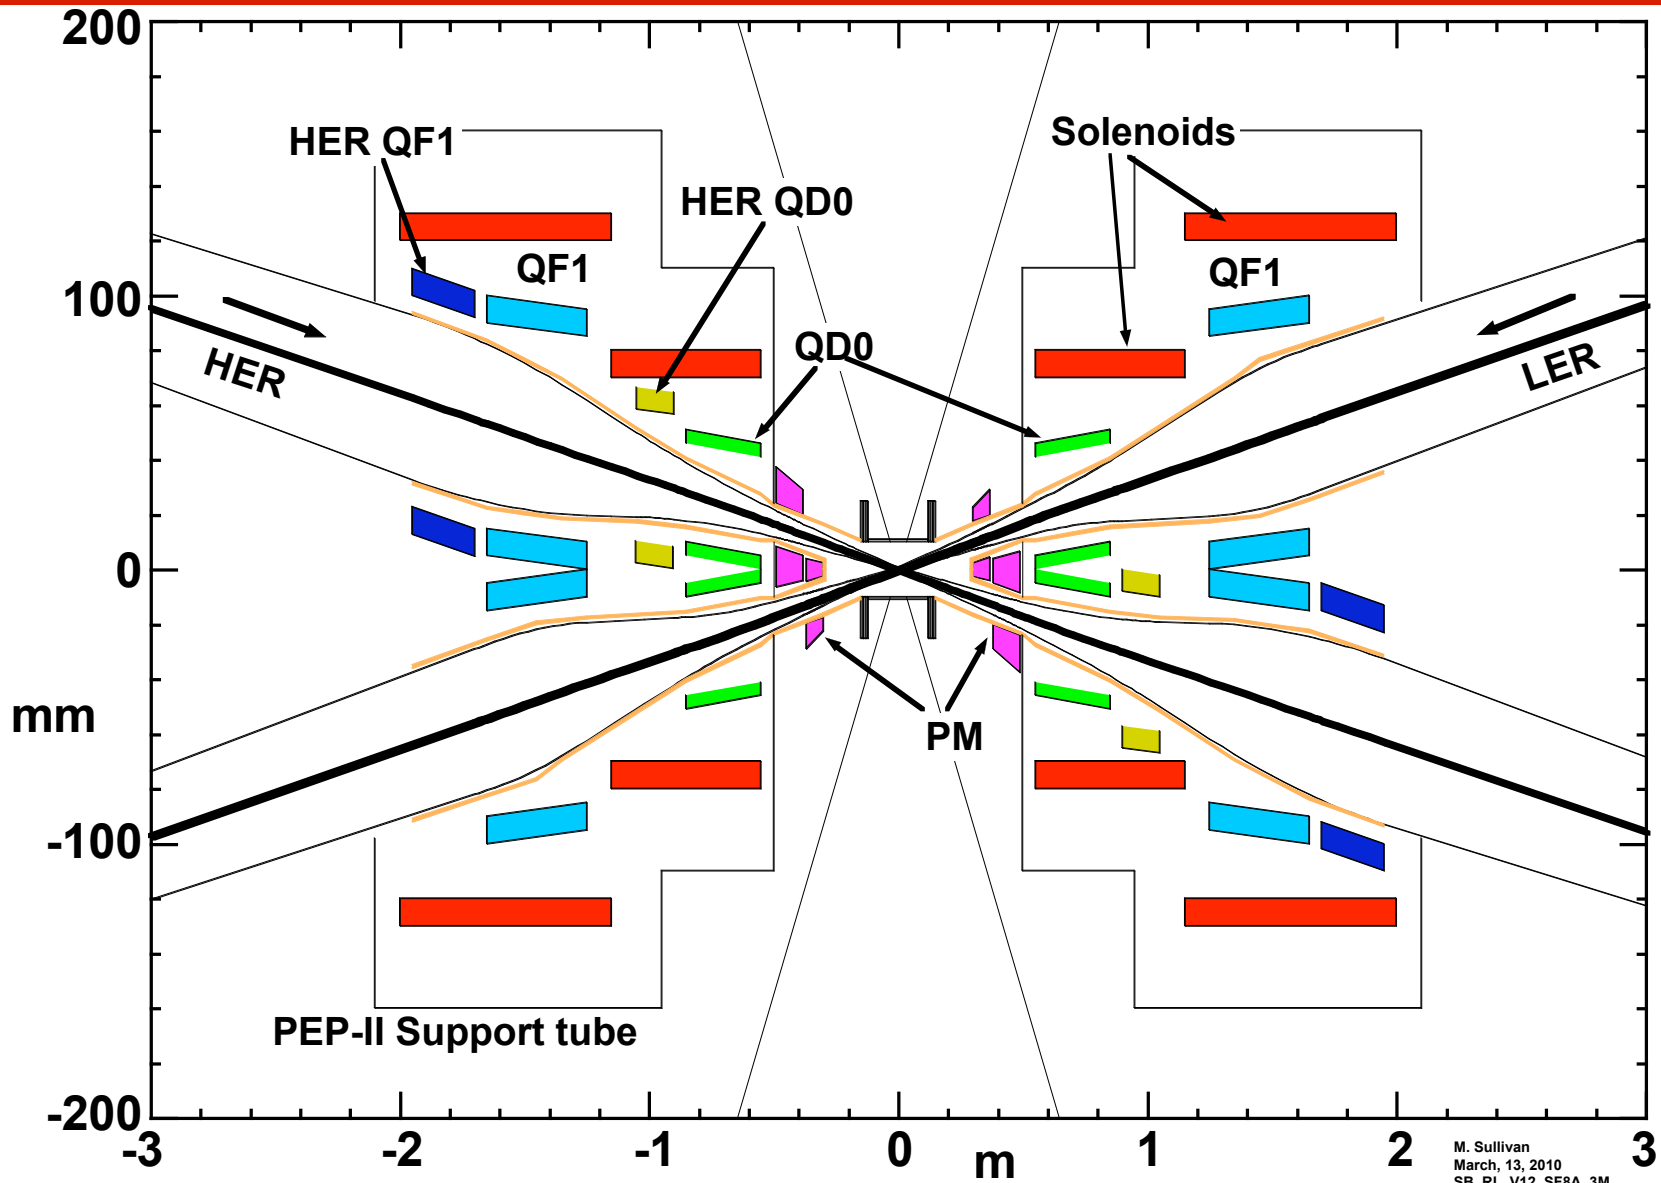 200
HER QF1
Solenoids
HER QD0
QF1
QF1
100
QD0
HER
LER
0
mm
PM
-100
PEP-II Support tube
-200
-3
-2
-1
0
m
1
2
3
M. Sullivan
March, 13, 2010
SB_RL_V12_SF8A_3M